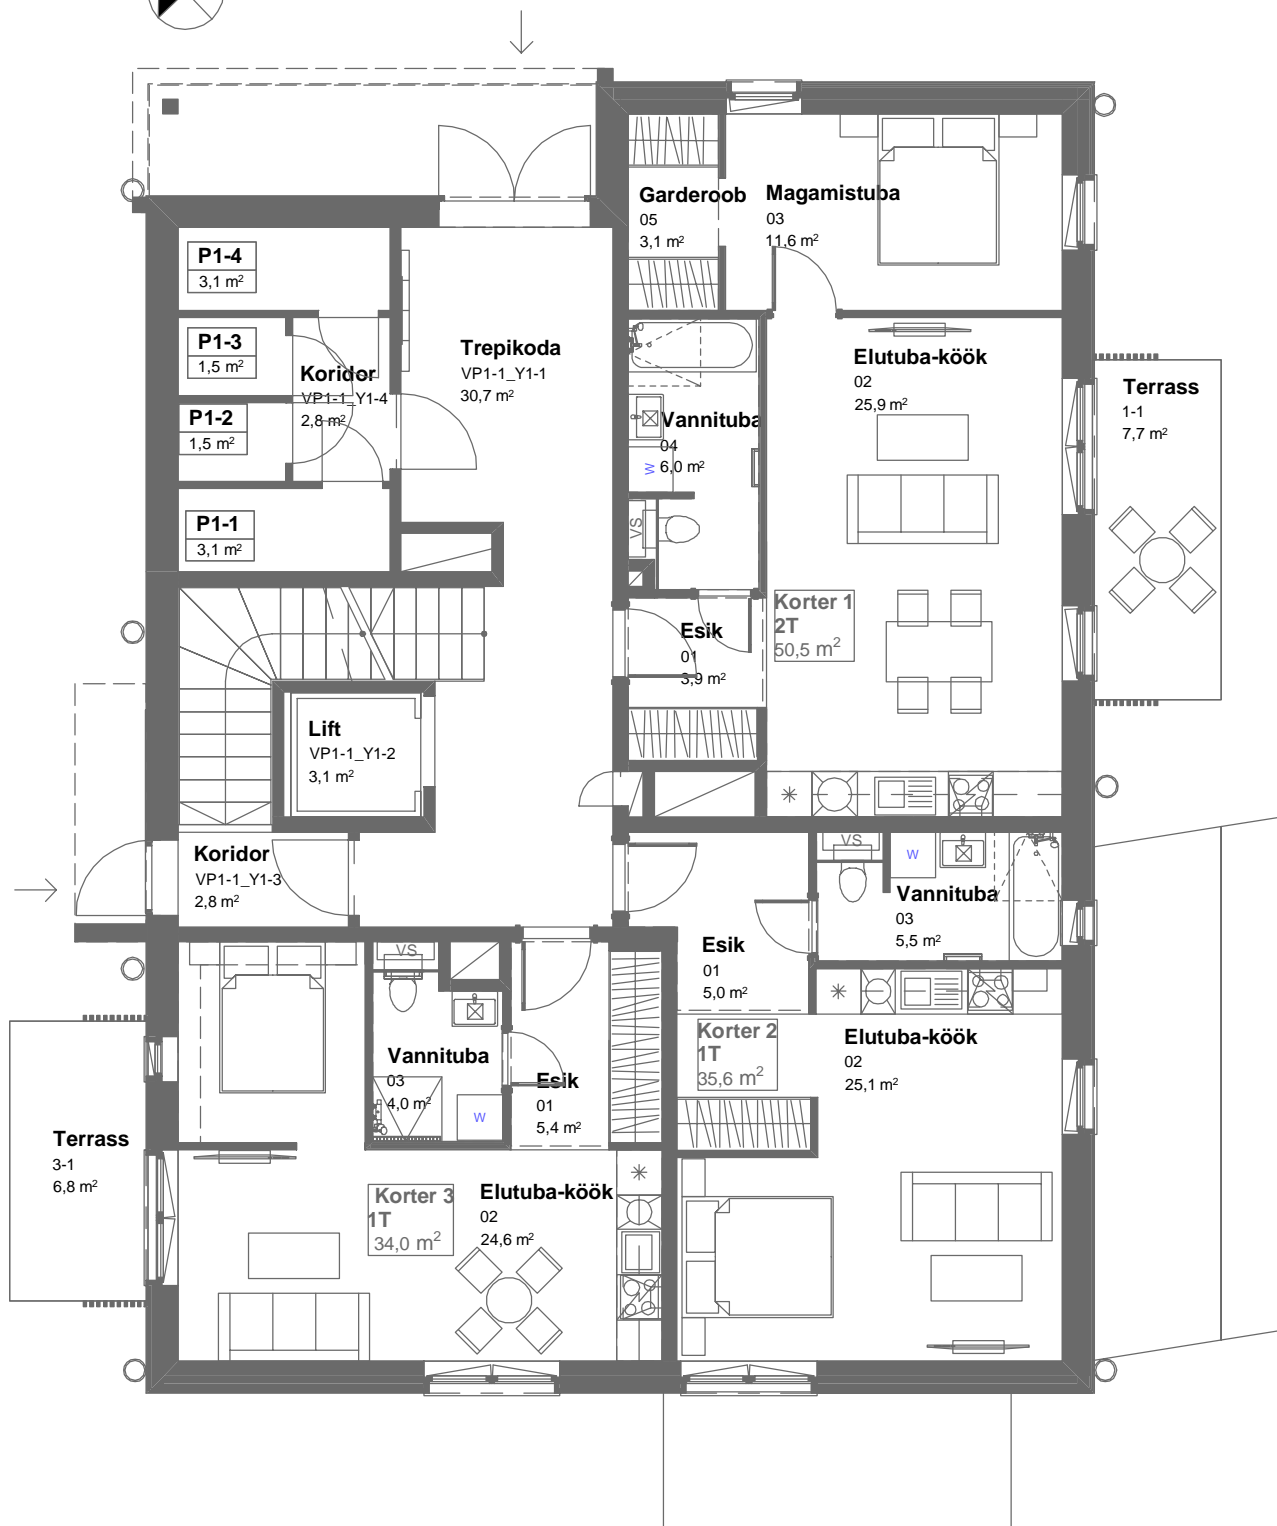 Garderoob
05
3,1 m²
Magamistuba
03
11,6 m²
P1-4
3,1 m²
P1-3
1,5 m²
Koridor
VP1-1_Y1-4
2,8 m²
P1-2
1,5 m²
P1-1
3,1 m²
Trepikoda
VP1-1_Y1-1
30,7 m²
Elutuba-köök
02
25,9 m²
Terrass
1-1
7,7 m²
Vannituba
04
6,0 m²
W
VS
Korter 1
2T
50,5 m²
Esik
01
3,9 m²
Lift
VP1-1_Y1-2
3,1 m²
Koridor
VP1-1_Y1-3
2,8 m²
VS
W
Vannituba
03
5,5 m²
Esik
01
5,0 m²
VS
Korter 2
1T
35,6 m²
Elutuba-köök
02
25,1 m²
Vannituba
03
4,0 m²
W
Esik
01
5,4 m²
Terrass
3-1
6,8 m²
Korter 3
1T
34,0 m²
Elutuba-köök
02
24,6 m²